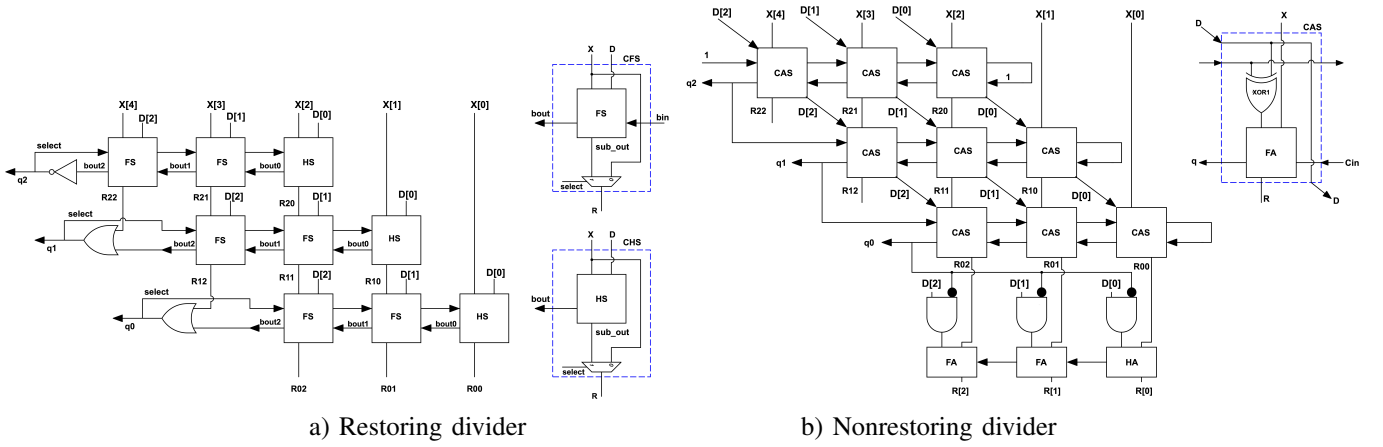 X[4] X[3] X[2] X[1] X[0]
D[2] D[1] D[0]
select
bout2 FS bout1 FS bout0 HS
q2
R22 R21 R20
D[2] D[1] D[0]
select
bout2 FS bout1 FS bout0 HS
q1
R12 R11 R10
D[2] D[1] D[0]
select
bout2 FS bout1 FS bout0 HS
q0
R02 R01 R00
X D
CFS
FS
bout bin
sub_out
1 0
select
R
X D
CHS
HS
bout
sub_out
1 0
select
R
a) Restoring divider
D[2] X[4] D[1] X[3] D[0] X[2] X[1] X[0]
1
CAS CAS CAS
1
q2
R22 D[2] R21 D[1] R20 D[0]
CAS CAS CAS
q1
R12 D[2] R11 D[1] R10 D[0]
CAS CAS CAS
q0
R02 R01 R00
D[2] D[1] D[0]
FA FA HA
R[2] R[1] R[0]
X
D CAS
XOR1
FA
q Cin
R D
b) Nonrestoring divider